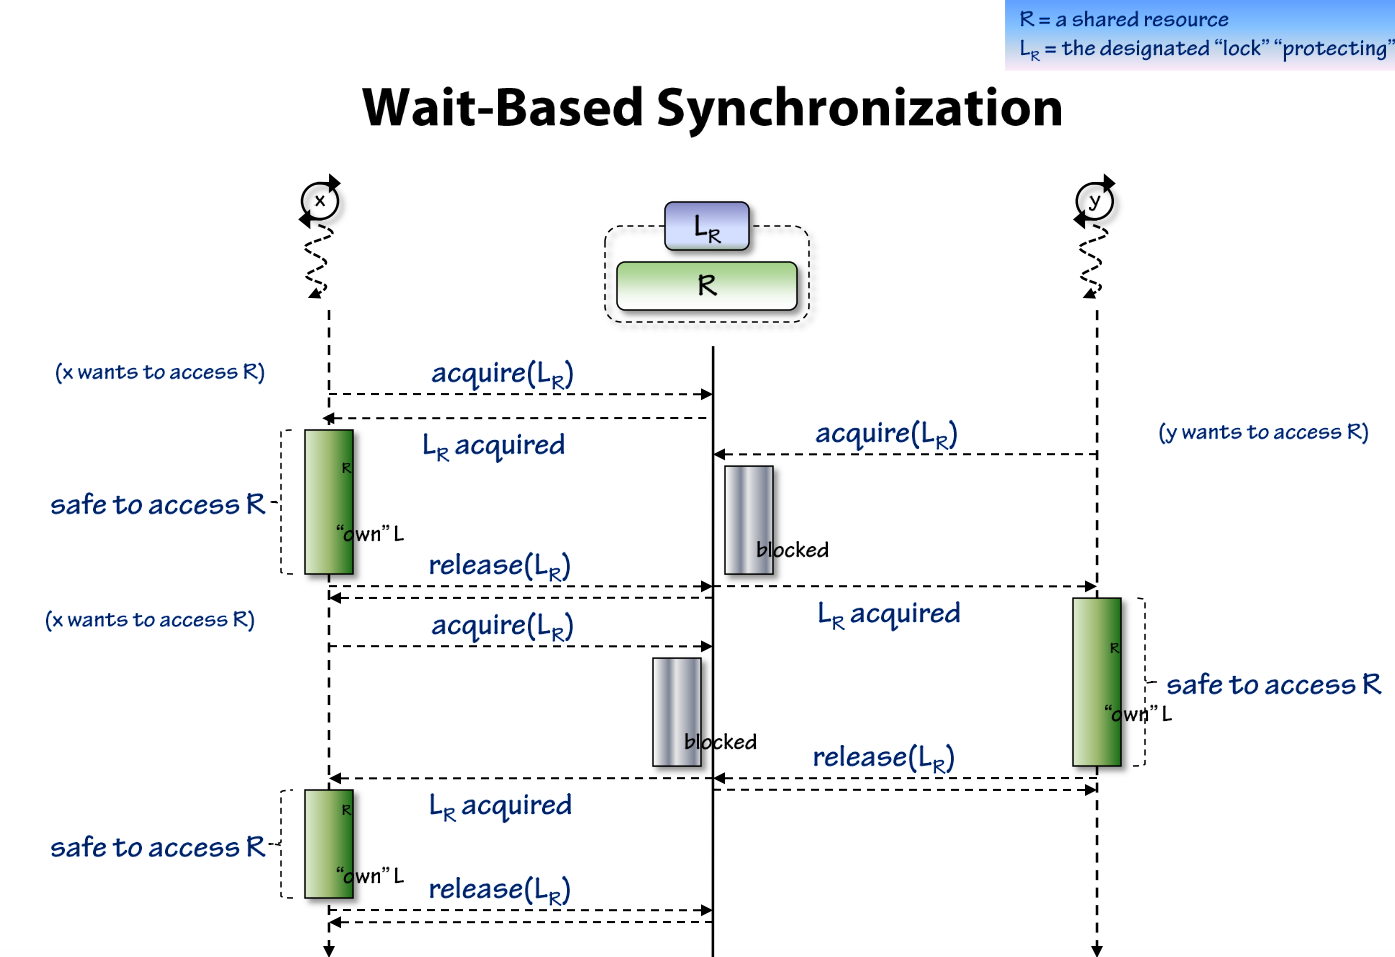 R = a shared resource
LR = the designated “lock” “protecting”
Wait-Based Synchronization
x
y
LR
R
(x wants to access R)
acquire(LR)
LR acquired
acquire(LR)
(y wants to access R)
R
safe to access R
“own” L
blocked
release(LR)
LR acquired
(x wants to access R)
acquire(LR)
R
safe to access R
“own” L
blocked
release(LR)
LR acquired
R
safe to access R
“own” L
release(LR)